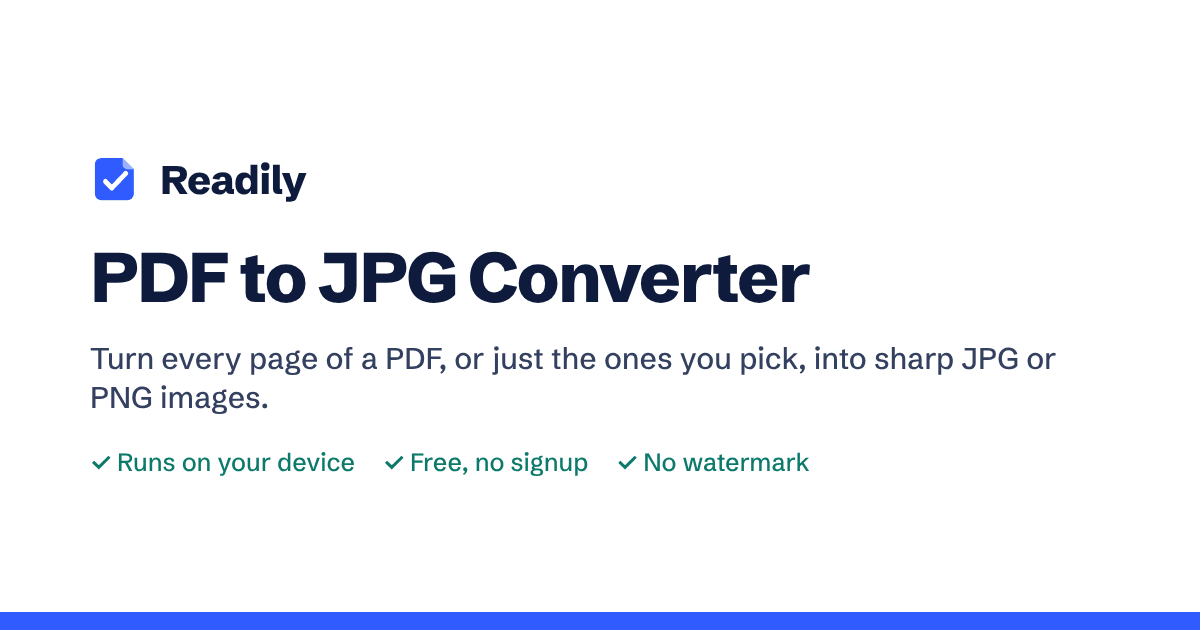 Readily
PDF to JPG Converter
Turn every page of a PDF, or just the ones you pick, into sharp JPG or
PNG images.
✓ Runs on your device ✓ Free, no signup ✓ No watermark